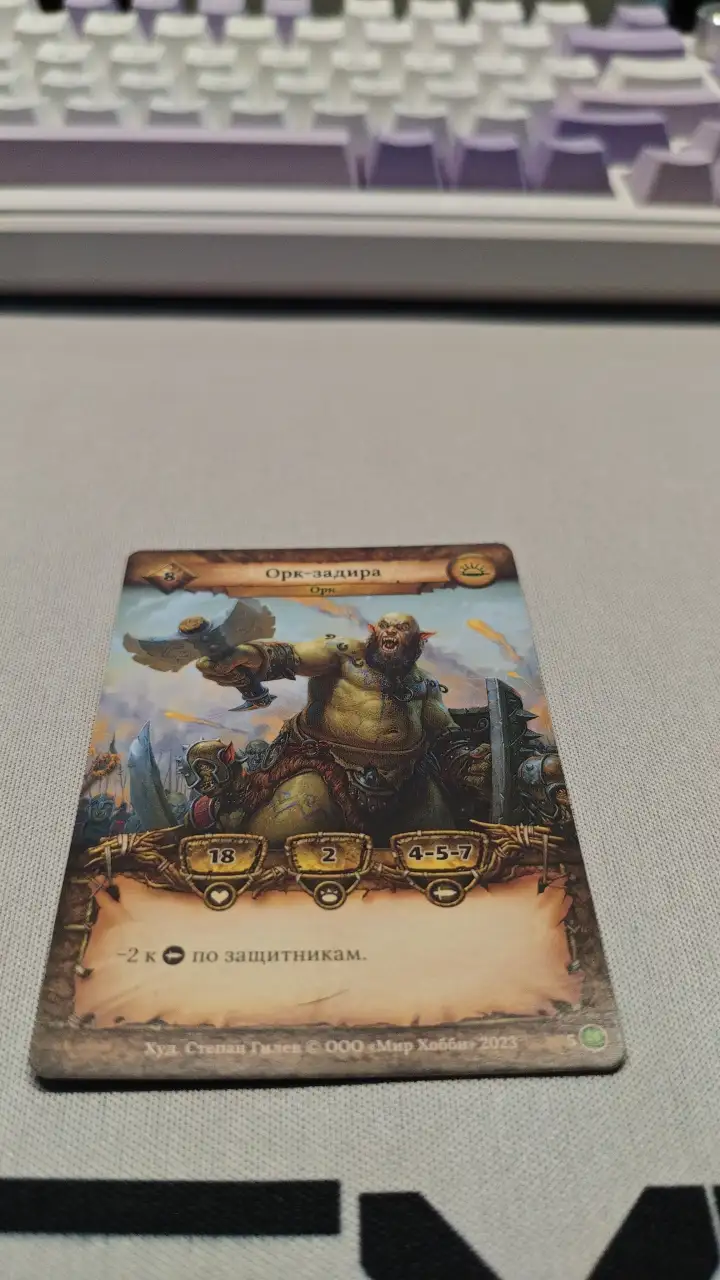 8
Орк-задира
Орк
18 2 4-5-7
-2 к по защитникам.
Худ. Степан Гилев © ООО «Мир Хобби» 2023
5